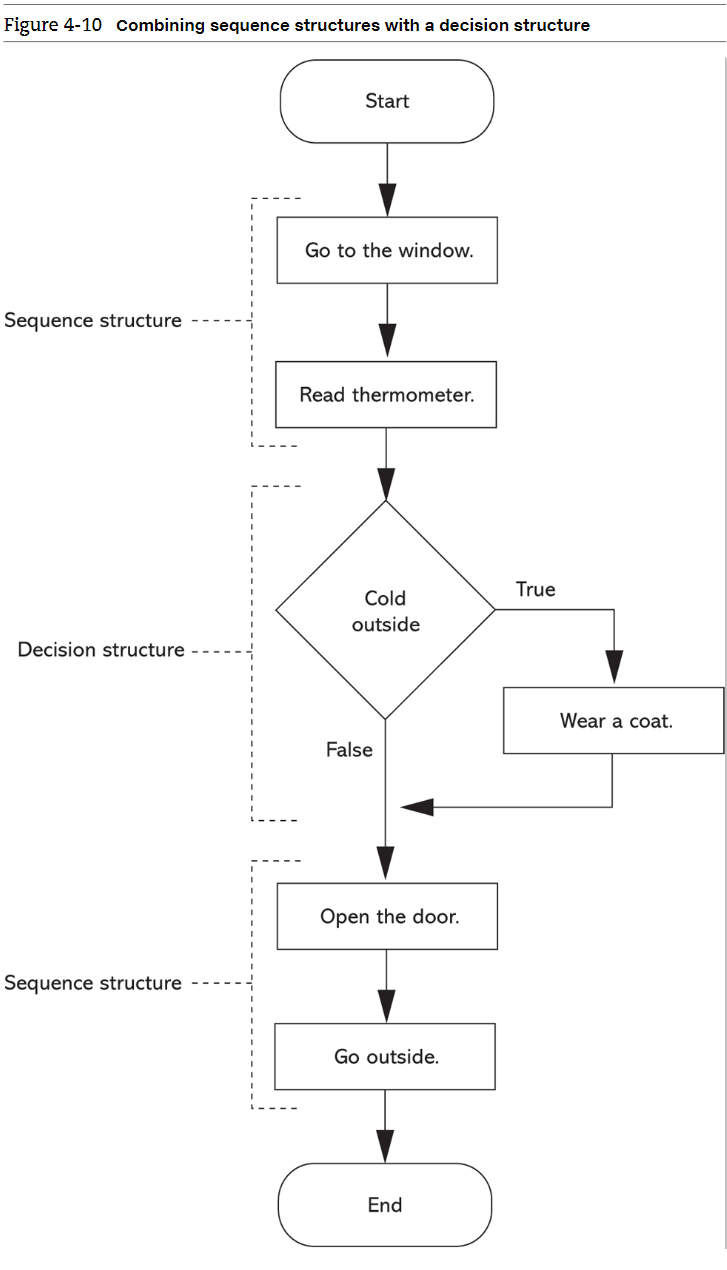 Figure 4-10 Combining sequence structures with a decision structure
Start
Go to the window.
Sequence structure
Read thermometer.
Cold
outside
True
Decision structure
Wear a coat.
False
Open the door.
Sequence structure
Go outside.
End